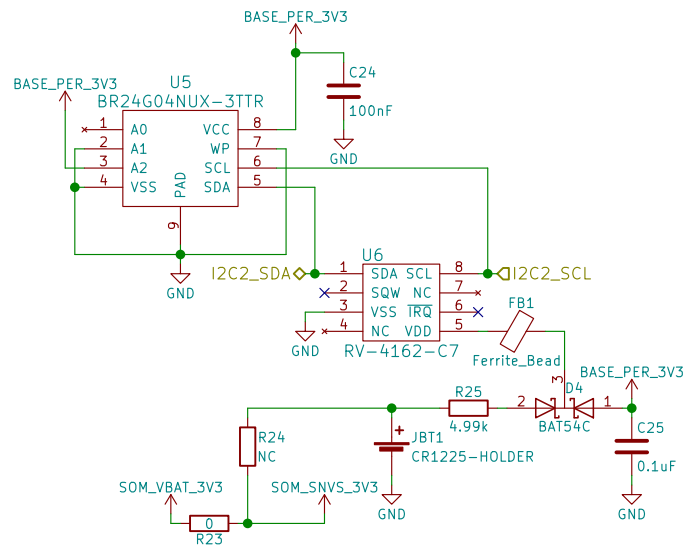 BASE_PER_3V3
BASE_PER_3V3
U5
BR24G04NUX-3TTR
C24
100nF
GND
1 A0 VCC 8
2 A1 WP 7
3 A2 SCL 6
4 VSS SDA 5
PAD
9
GND
U6
I2C2_SDA 1 SDA SCL 8 I2C2_SCL
2 SQW NC 7
3 VSS IRQ 6
4 NC VDD 5
GND
RV-4162-C7
FB1
Ferrite_Bead
BASE_PER_3V3
3
D4
2 1
BAT54C
R25
4.99k
C25
0.1uF
GND
R24
NC
JBT1
+
CR1225-HOLDER
GND
SOM_VBAT_3V3
SOM_SNVS_3V3
0
R23